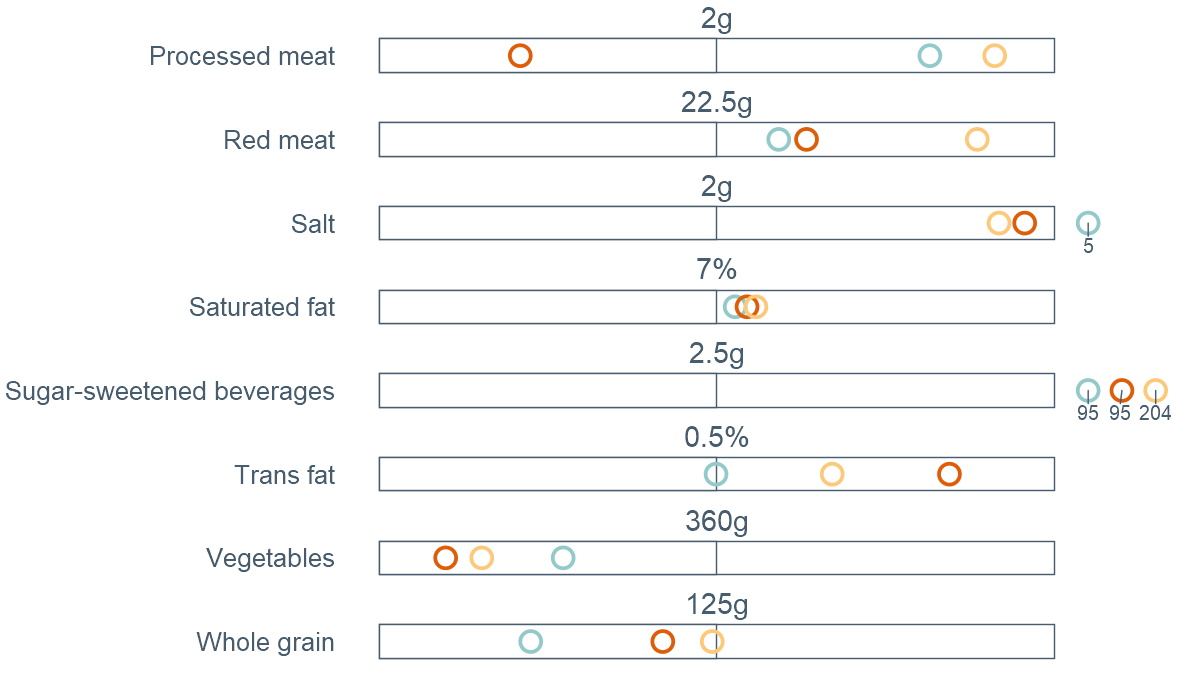 2g
Processed meat
22.5g
Red meat
2g
Salt
5
7%
Saturated fat
2.5g
Sugar-sweetened beverages
95 95 204
0.5%
Trans fat
360g
Vegetables
125g
Whole grain